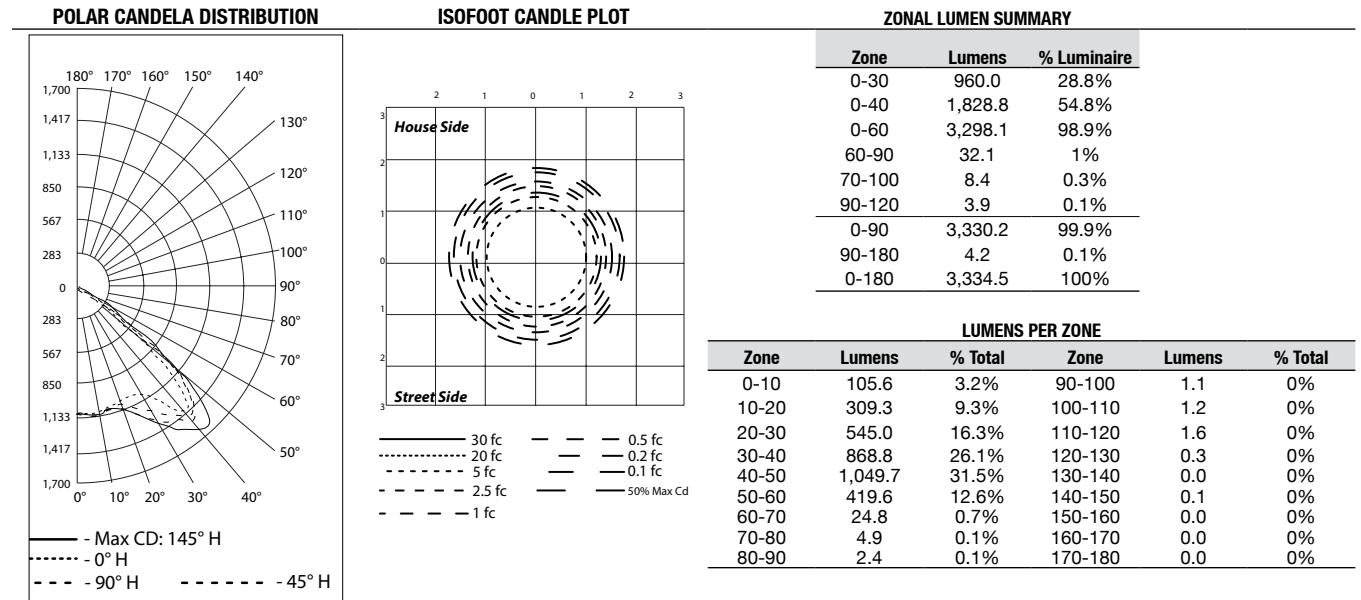 POLAR CANDELA DISTRIBUTION
180° 170° 160° 150° 140°
1,700
1,417
1,133
850
567
283
0
283
567
850
1,133
1,417
1,700
130°
120°
110°
100°
90°
80°
70°
60°
50°
0° 10° 20° 30° 40°
- Max CD: 145° H
- 0° H
- 90° H - 45° H
ISOFOOT CANDLE PLOT
2 1 0 1 2 3
3
House Side
2
1
0
1
2
Street Side
3
30 fc 0.5 fc
20 fc 0.2 fc
5 fc 0.1 fc
2.5 fc 50% Max Cd
1 fc
ZONAL LUMEN SUMMARY
Zone Lumens % Luminaire
0-30 960.0 28.8%
0-40 1,828.8 54.8%
0-60 3,298.1 98.9%
60-90 32.1 1%
70-100 8.4 0.3%
90-120 3.9 0.1%
0-90 3,330.2 99.9%
90-180 4.2 0.1%
0-180 3,334.5 100%
LUMENS PER ZONE
Zone Lumens % Total Zone Lumens % Total
0-10 105.6 3.2% 90-100 1.1 0%
10-20 309.3 9.3% 100-110 1.2 0%
20-30 545.0 16.3% 110-120 1.6 0%
30-40 868.8 26.1% 120-130 0.3 0%
40-50 1,049.7 31.5% 130-140 0.0 0%
50-60 419.6 12.6% 140-150 0.1 0%
60-70 24.8 0.7% 150-160 0.0 0%
70-80 4.9 0.1% 160-170 0.0 0%
80-90 2.4 0.1% 170-180 0.0 0%